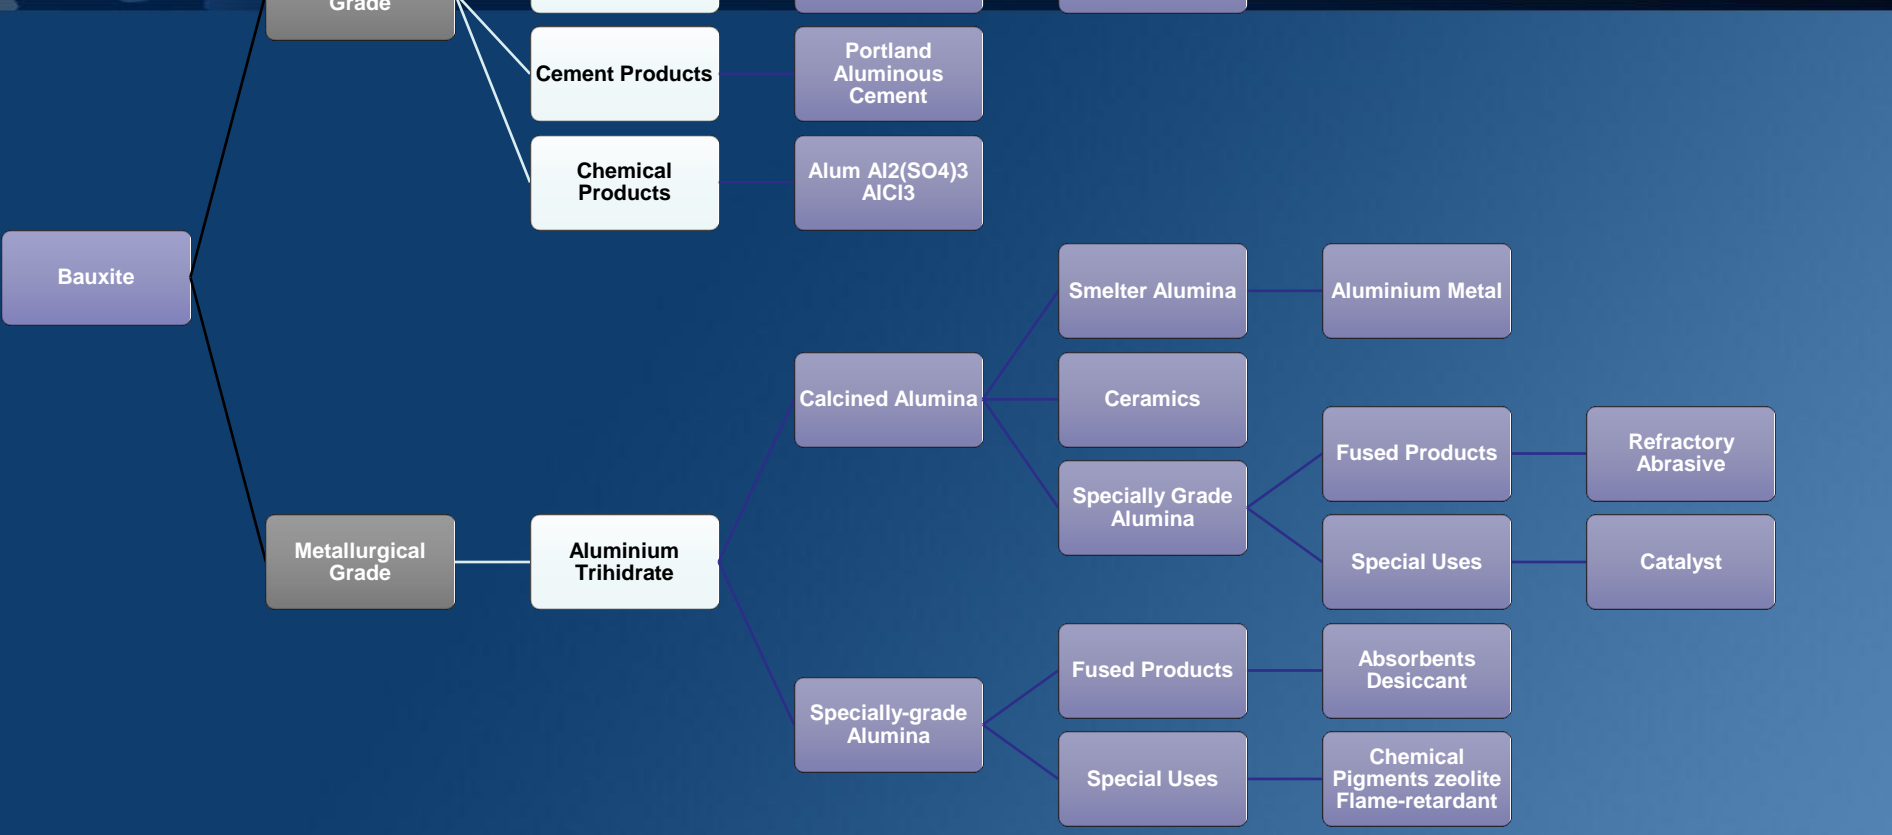 Grade
Cement Products
Portland
Aluminous
Cement
Chemical
Products
Alum Al2(SO4)3
AlCl3
Bauxite
Smelter Alumina
Aluminium Metal
Calcined Alumina
Ceramics
Fused Products
Refractory
Abrasive
Specially Grade
Alumina
Metallurgical
Grade
Aluminium
Trihidrate
Special Uses
Catalyst
Fused Products
Absorbents
Desiccant
Specially-grade
Alumina
Special Uses
Chemical
Pigments zeolite
Flame-retardant